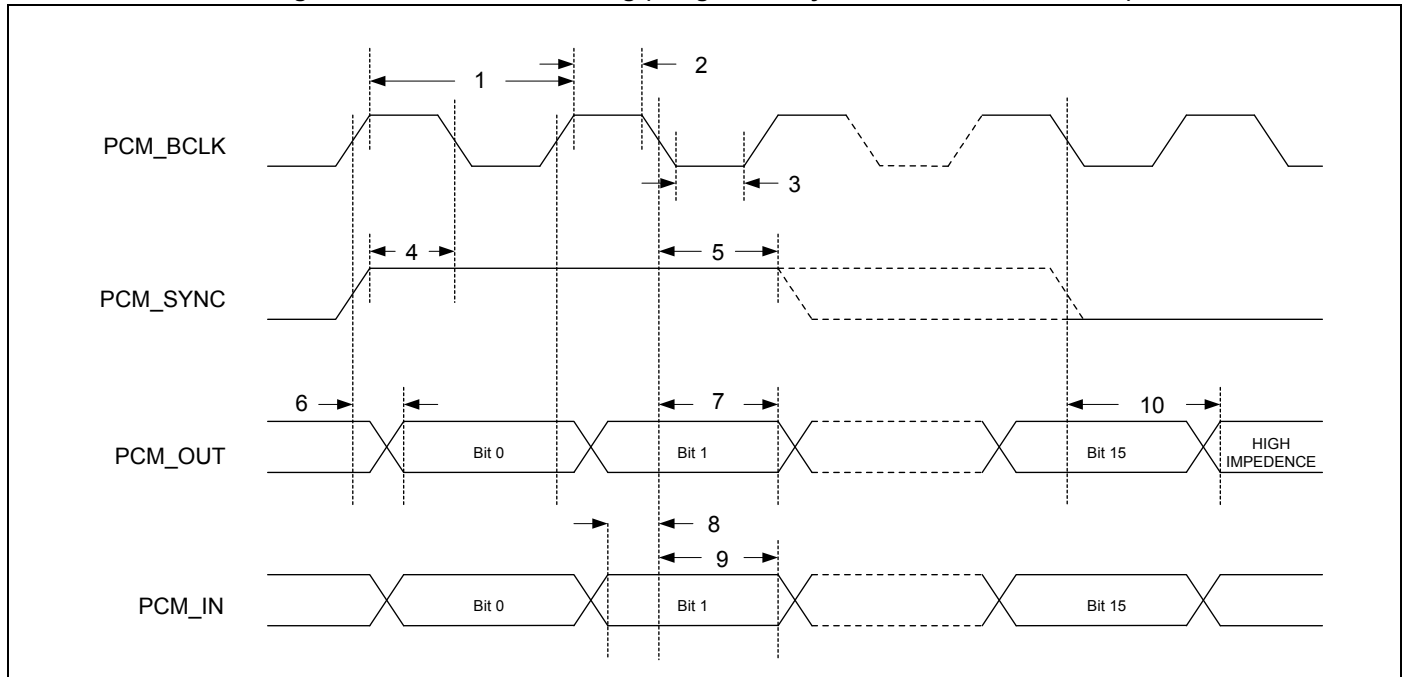 1
2
PCM_BCLK
3
4
5
PCM_SYNC
6
7
10
PCM_OUT
Bit 0
Bit 1
Bit 15
HIGH
IMPEDENCE
8
9
PCM_IN
Bit 0
Bit 1
Bit 15